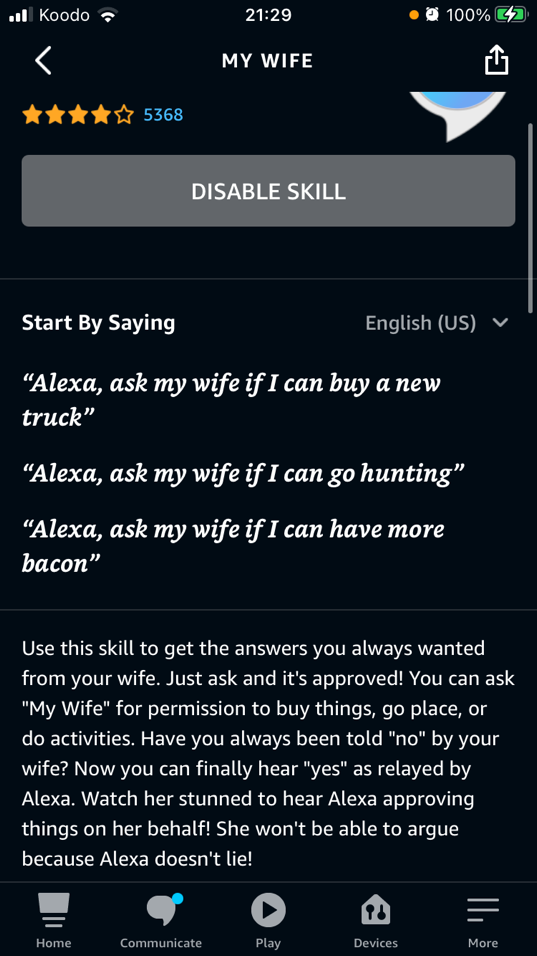 Koodo 21:29 100%
MY WIFE
5368
DISABLE SKILL
Start By Saying English (US)
“Alexa, ask my wife if I can buy a new
truck”
“Alexa, ask my wife if I can go hunting”
“Alexa, ask my wife if I can have more
bacon”
Use this skill to get the answers you always wanted
from your wife. Just ask and it's approved! You can ask
"My Wife" for permission to buy things, go place, or
do activities. Have you always been told "no" by your
wife? Now you can finally hear "yes" as relayed by
Alexa. Watch her stunned to hear Alexa approving
things on her behalf! She won't be able to argue
because Alexa doesn't lie!
Home Communicate Play Devices More